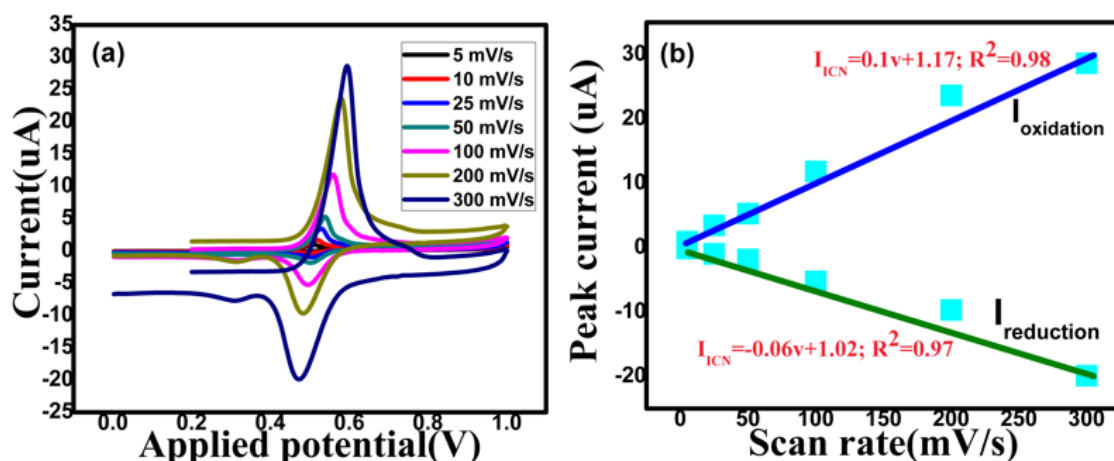 (a)
35
30
25
20
15
10
5
0
-5
-10
-15
-20
-25
Current(uA)
5 mV/s
10 mV/s
25 mV/s
50 mV/s
100 mV/s
200 mV/s
300 mV/s
0.0 0.2 0.4 0.6 0.8 1.0
Applied potential(V)
(b)
30
20
10
0
-10
-20
Peak current (uA)
I_ICN=0.1v+1.17; R²=0.98
I_oxidation
I_reduction
I_ICN=-0.06v+1.02; R²=0.97
0 50 100 150 200 250 300
Scan rate(mV/s)